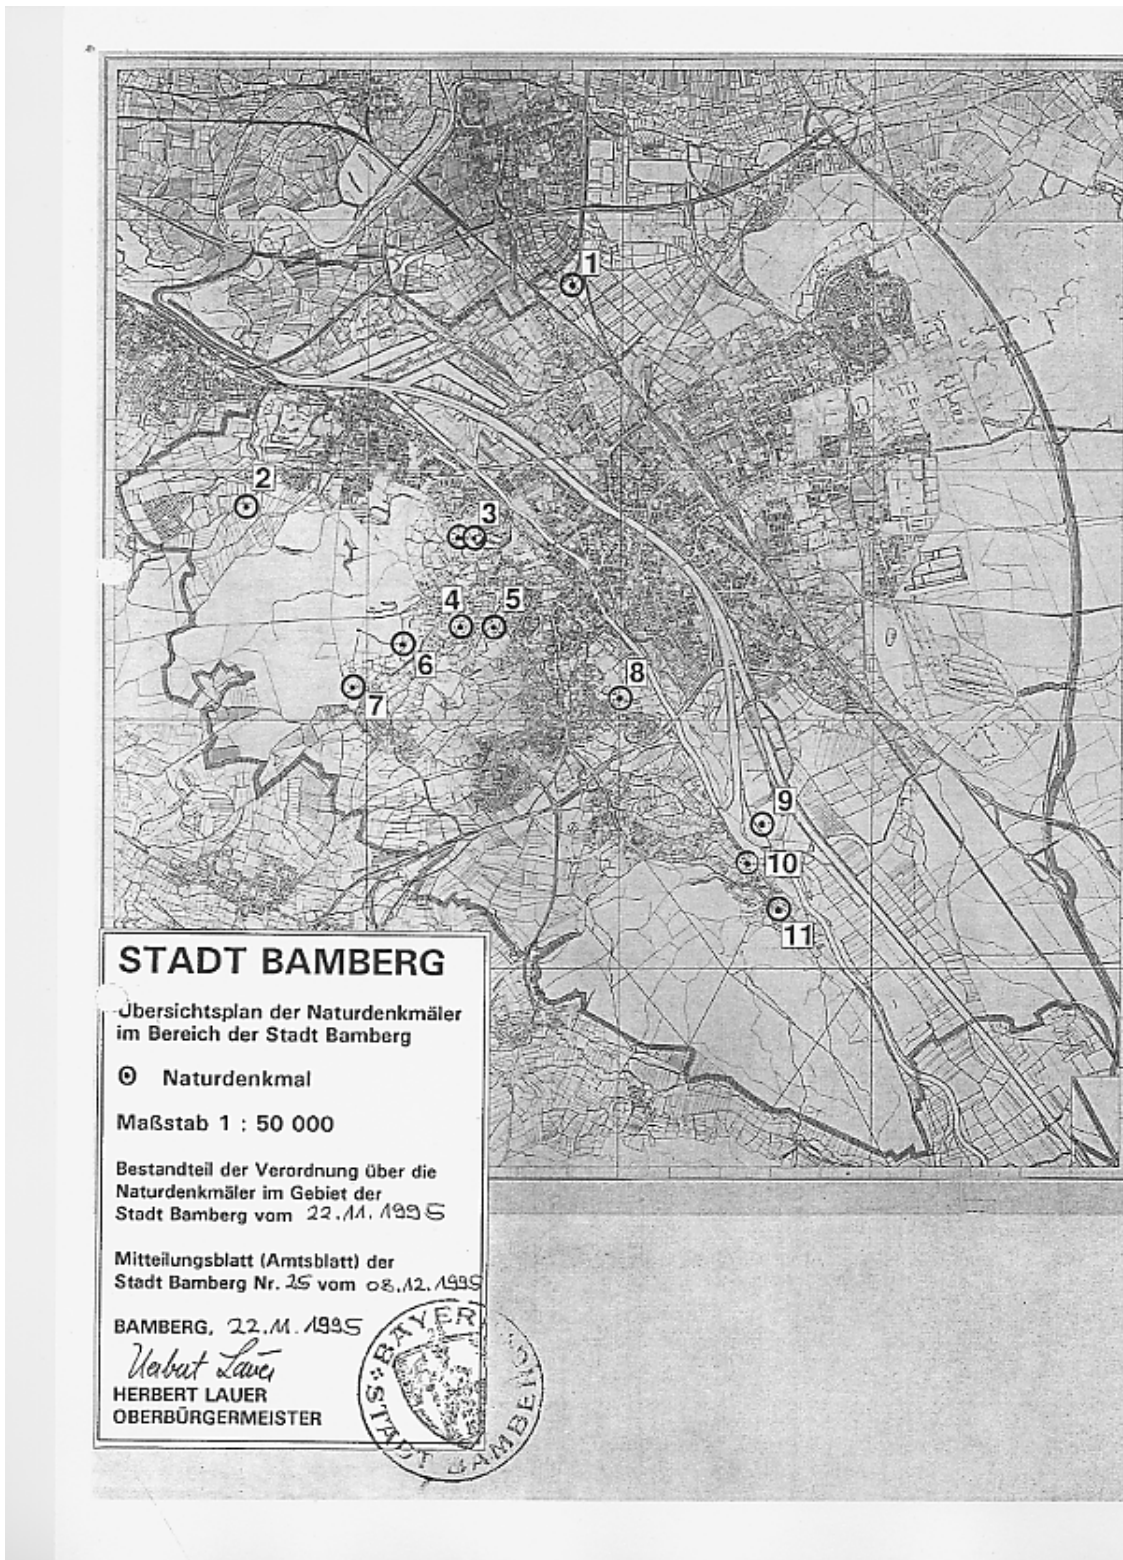 1
2
3
4
5
6
7
8
9
10
11
STADT BAMBERG
Übersichtsplan der Naturdenkmäler
im Bereich der Stadt Bamberg
Naturdenkmal
Maßstab 1 : 50 000
Bestandteil der Verordnung über die
Naturdenkmäler im Gebiet der
Stadt Bamberg vom 22.11.1995
Mitteilungsblatt (Amtsblatt) der
Stadt Bamberg Nr. 25 vom 08.12.1995
BAMBERG, 22.11.1995
Herbert Lauer
HERBERT LAUER
OBERBÜRGERMEISTER
STADT BAMBERG
BAYERN